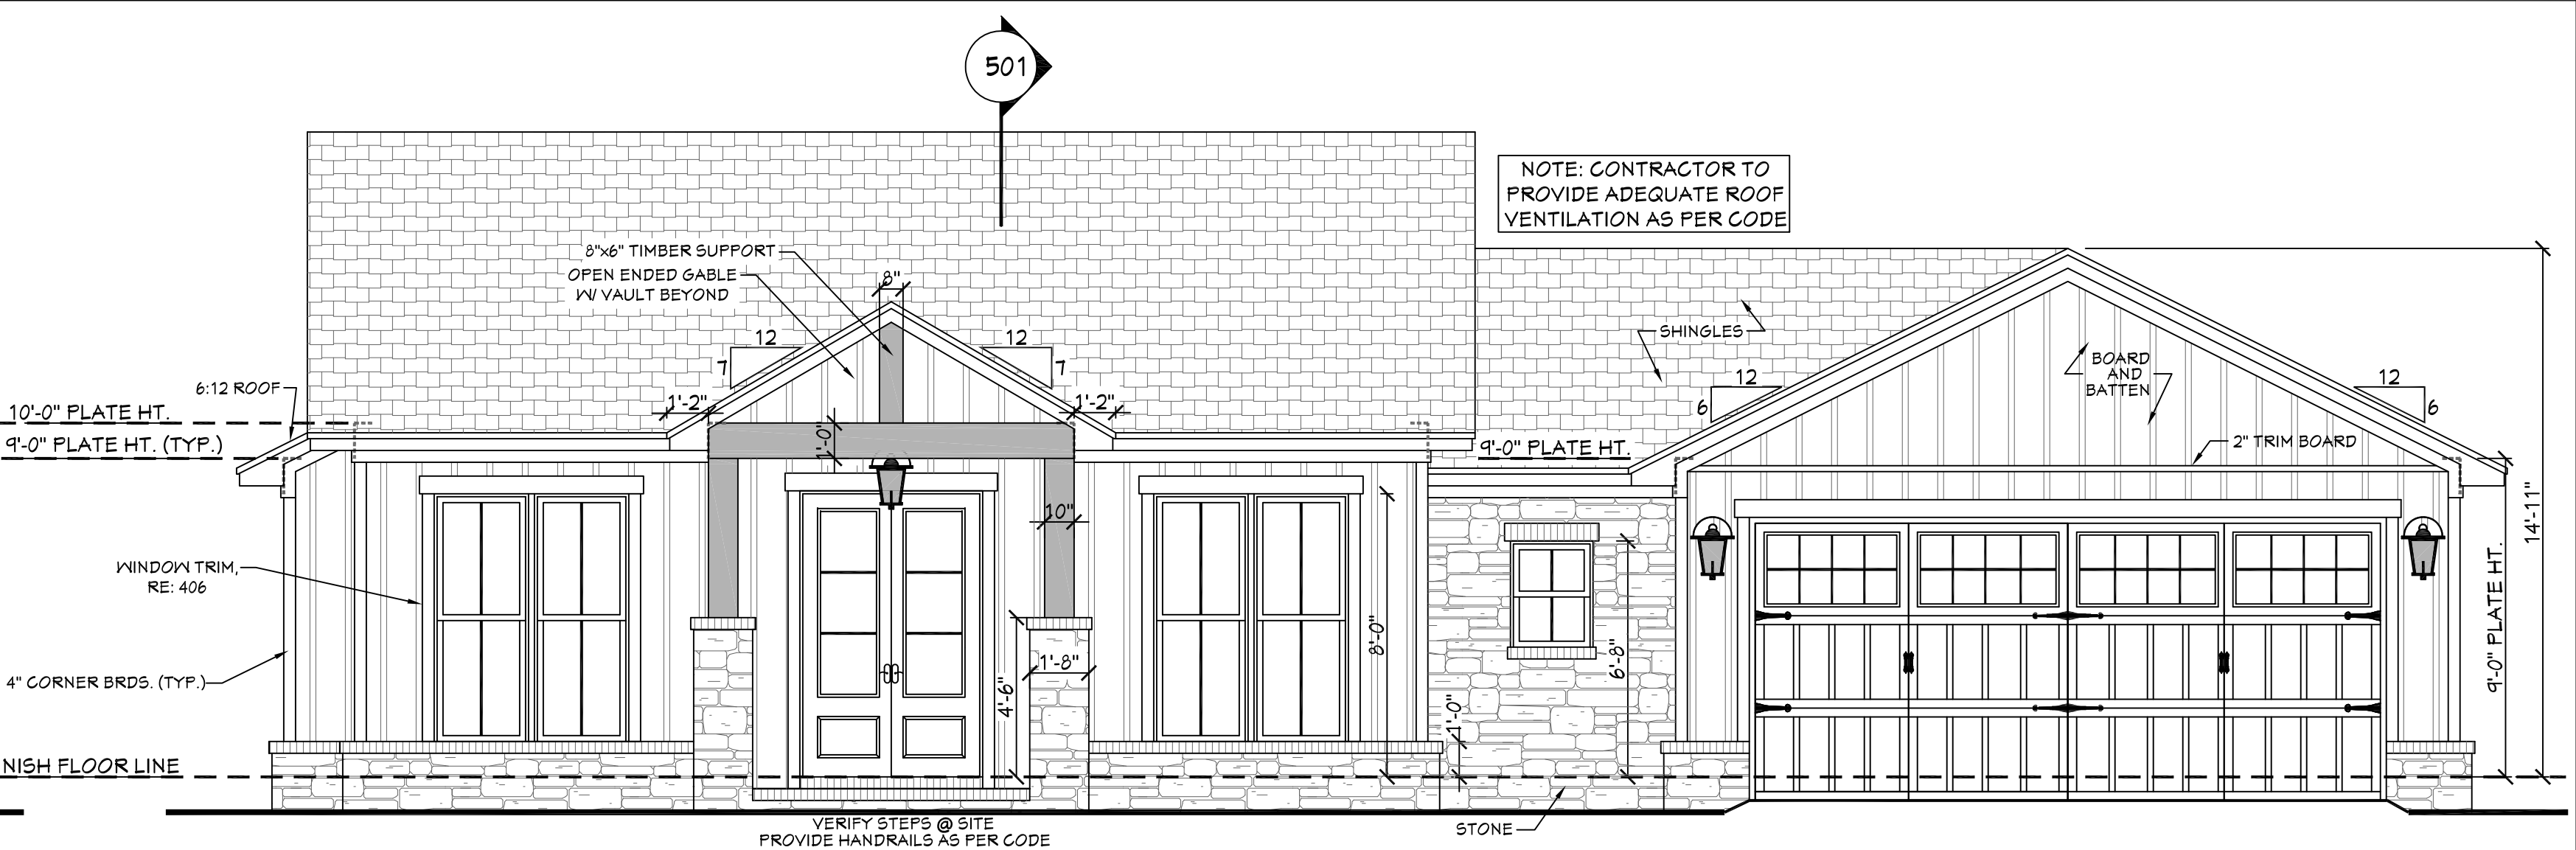 501
NOTE: CONTRACTOR TO
PROVIDE ADEQUATE ROOF
VENTILATION AS PER CODE
8"x6" TIMBER SUPPORT
OPEN ENDED GABLE
W/ VAULT BEYOND
8"
12
7
12
7
SHINGLES
BOARD
AND
BATTEN
6:12 ROOF
1'-2"
1'-2"
12
6
12
6
10'-0" PLATE HT.
9'-0" PLATE HT. (TYP.)
1'-0"
9'-0" PLATE HT.
2" TRIM BOARD
10"
14'-11"
WINDOW TRIM,
RE: 406
8'-0"
6'-8"
9'-0" PLATE HT.
4" CORNER BRDS. (TYP.)
1'-8"
4'-6"
1'-0"
NISH FLOOR LINE
VERIFY STEPS @ SITE
PROVIDE HANDRAILS AS PER CODE
STONE